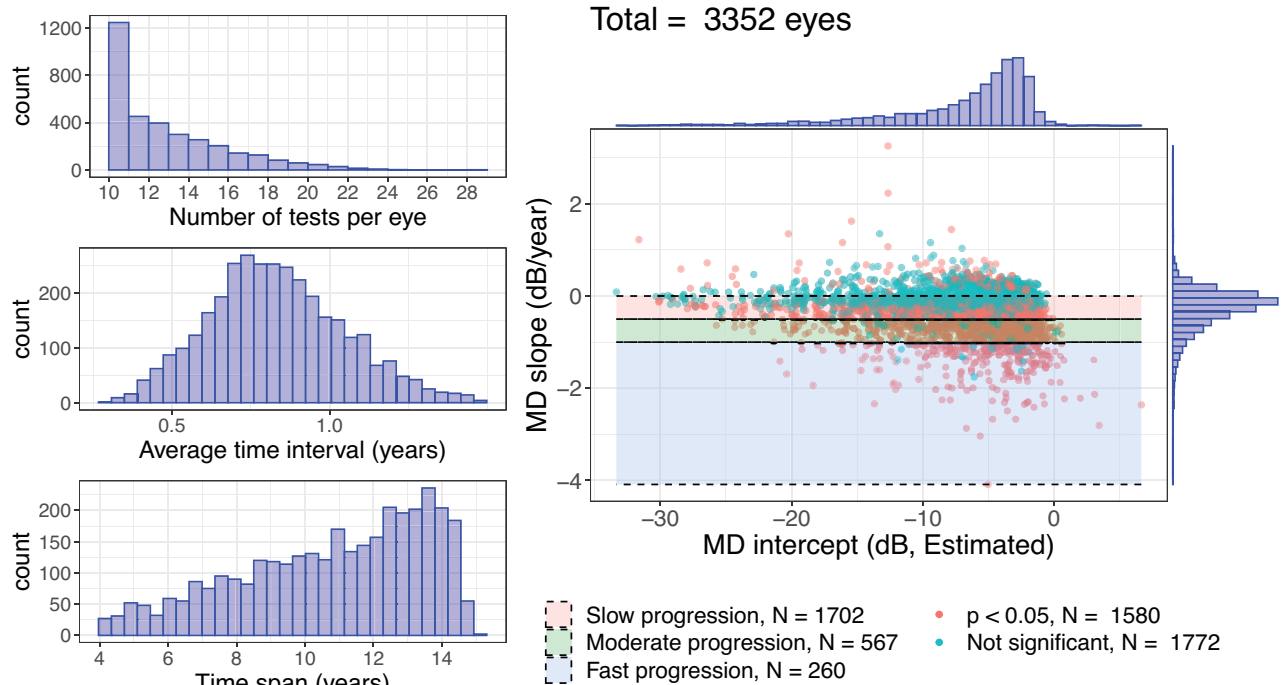 Total = 3352 eyes
count
1200
800
400
0
10 12 14 16 18 20 22 24 26 28
Number of tests per eye
count
200
100
0
0.5 1.0
Average time interval (years)
count
200
150
100
50
0
4 6 8 10 12 14
Time span (years)
MD slope (dB/year)
2
0
−2
−4
−30 −20 −10 0
MD intercept (dB, Estimated)
Slow progression, N = 1702
Moderate progression, N = 567
Fast progression, N = 260
p < 0.05, N = 1580
Not significant, N = 1772